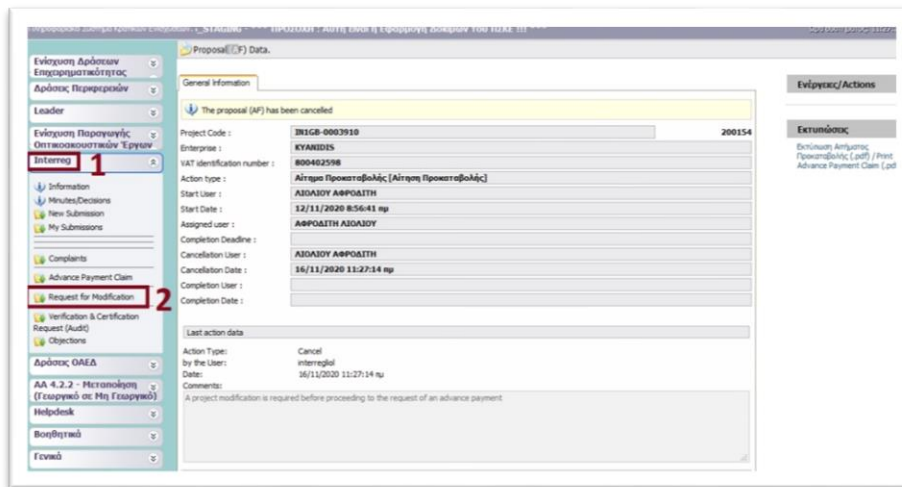 Proposal(AF) Data.
Ενίσχυση Δράσεων
Επιχειρηματικότητας
Δράσεις Περιφερειών
Leader
Ενίσχυση Παραγωγής
Οπτικοακουστικών Έργων
Interreg
1
Information
Minutes/Decisions
New Submission
My Submissions
Complaints
Advance Payment Claim
Request for Modification
2
Verification & Certification
Request (Audit)
Objections
Δράσεις ΟΑΕΔ
ΑΑ 4.2.2 - Μεταποίηση
(Γεωργικό σε Μη Γεωργικό)
Helpdesk
Βοηθητικά
Γενικά
General Information
The proposal (AF) has been cancelled
Project Code :
IN1GB-0003910
200154
Enterprise :
KYANIDIS
VAT identification number :
800402598
Action type :
Αίτημα Προκαταβολής [Αίτηση Προκαταβολής]
Start User :
ΛΙΟΛΙΟΥ ΑΦΡΟΔΙΤΗ
Start Date :
12/11/2020 8:56:41 πμ
Assigned user :
ΑΦΡΟΔΙΤΗ ΛΙΟΛΙΟΥ
Completion Deadline :
Cancellation User :
ΛΙΟΛΙΟΥ ΑΦΡΟΔΙΤΗ
Cancellation Date :
16/11/2020 11:27:14 πμ
Completion User :
Completion Date :
Last action data
Action Type:
Cancel
by the User:
interregliol
Date:
16/11/2020 11:27:14 πμ
Comments:
A project modification is required before proceeding to the request of an advance payment
Ενέργειες/Actions
Εκτυπώσεις
Εκτύπωση Αιτήματος
Προκαταβολής (.pdf) / Print
Advance Payment Claim (.pd